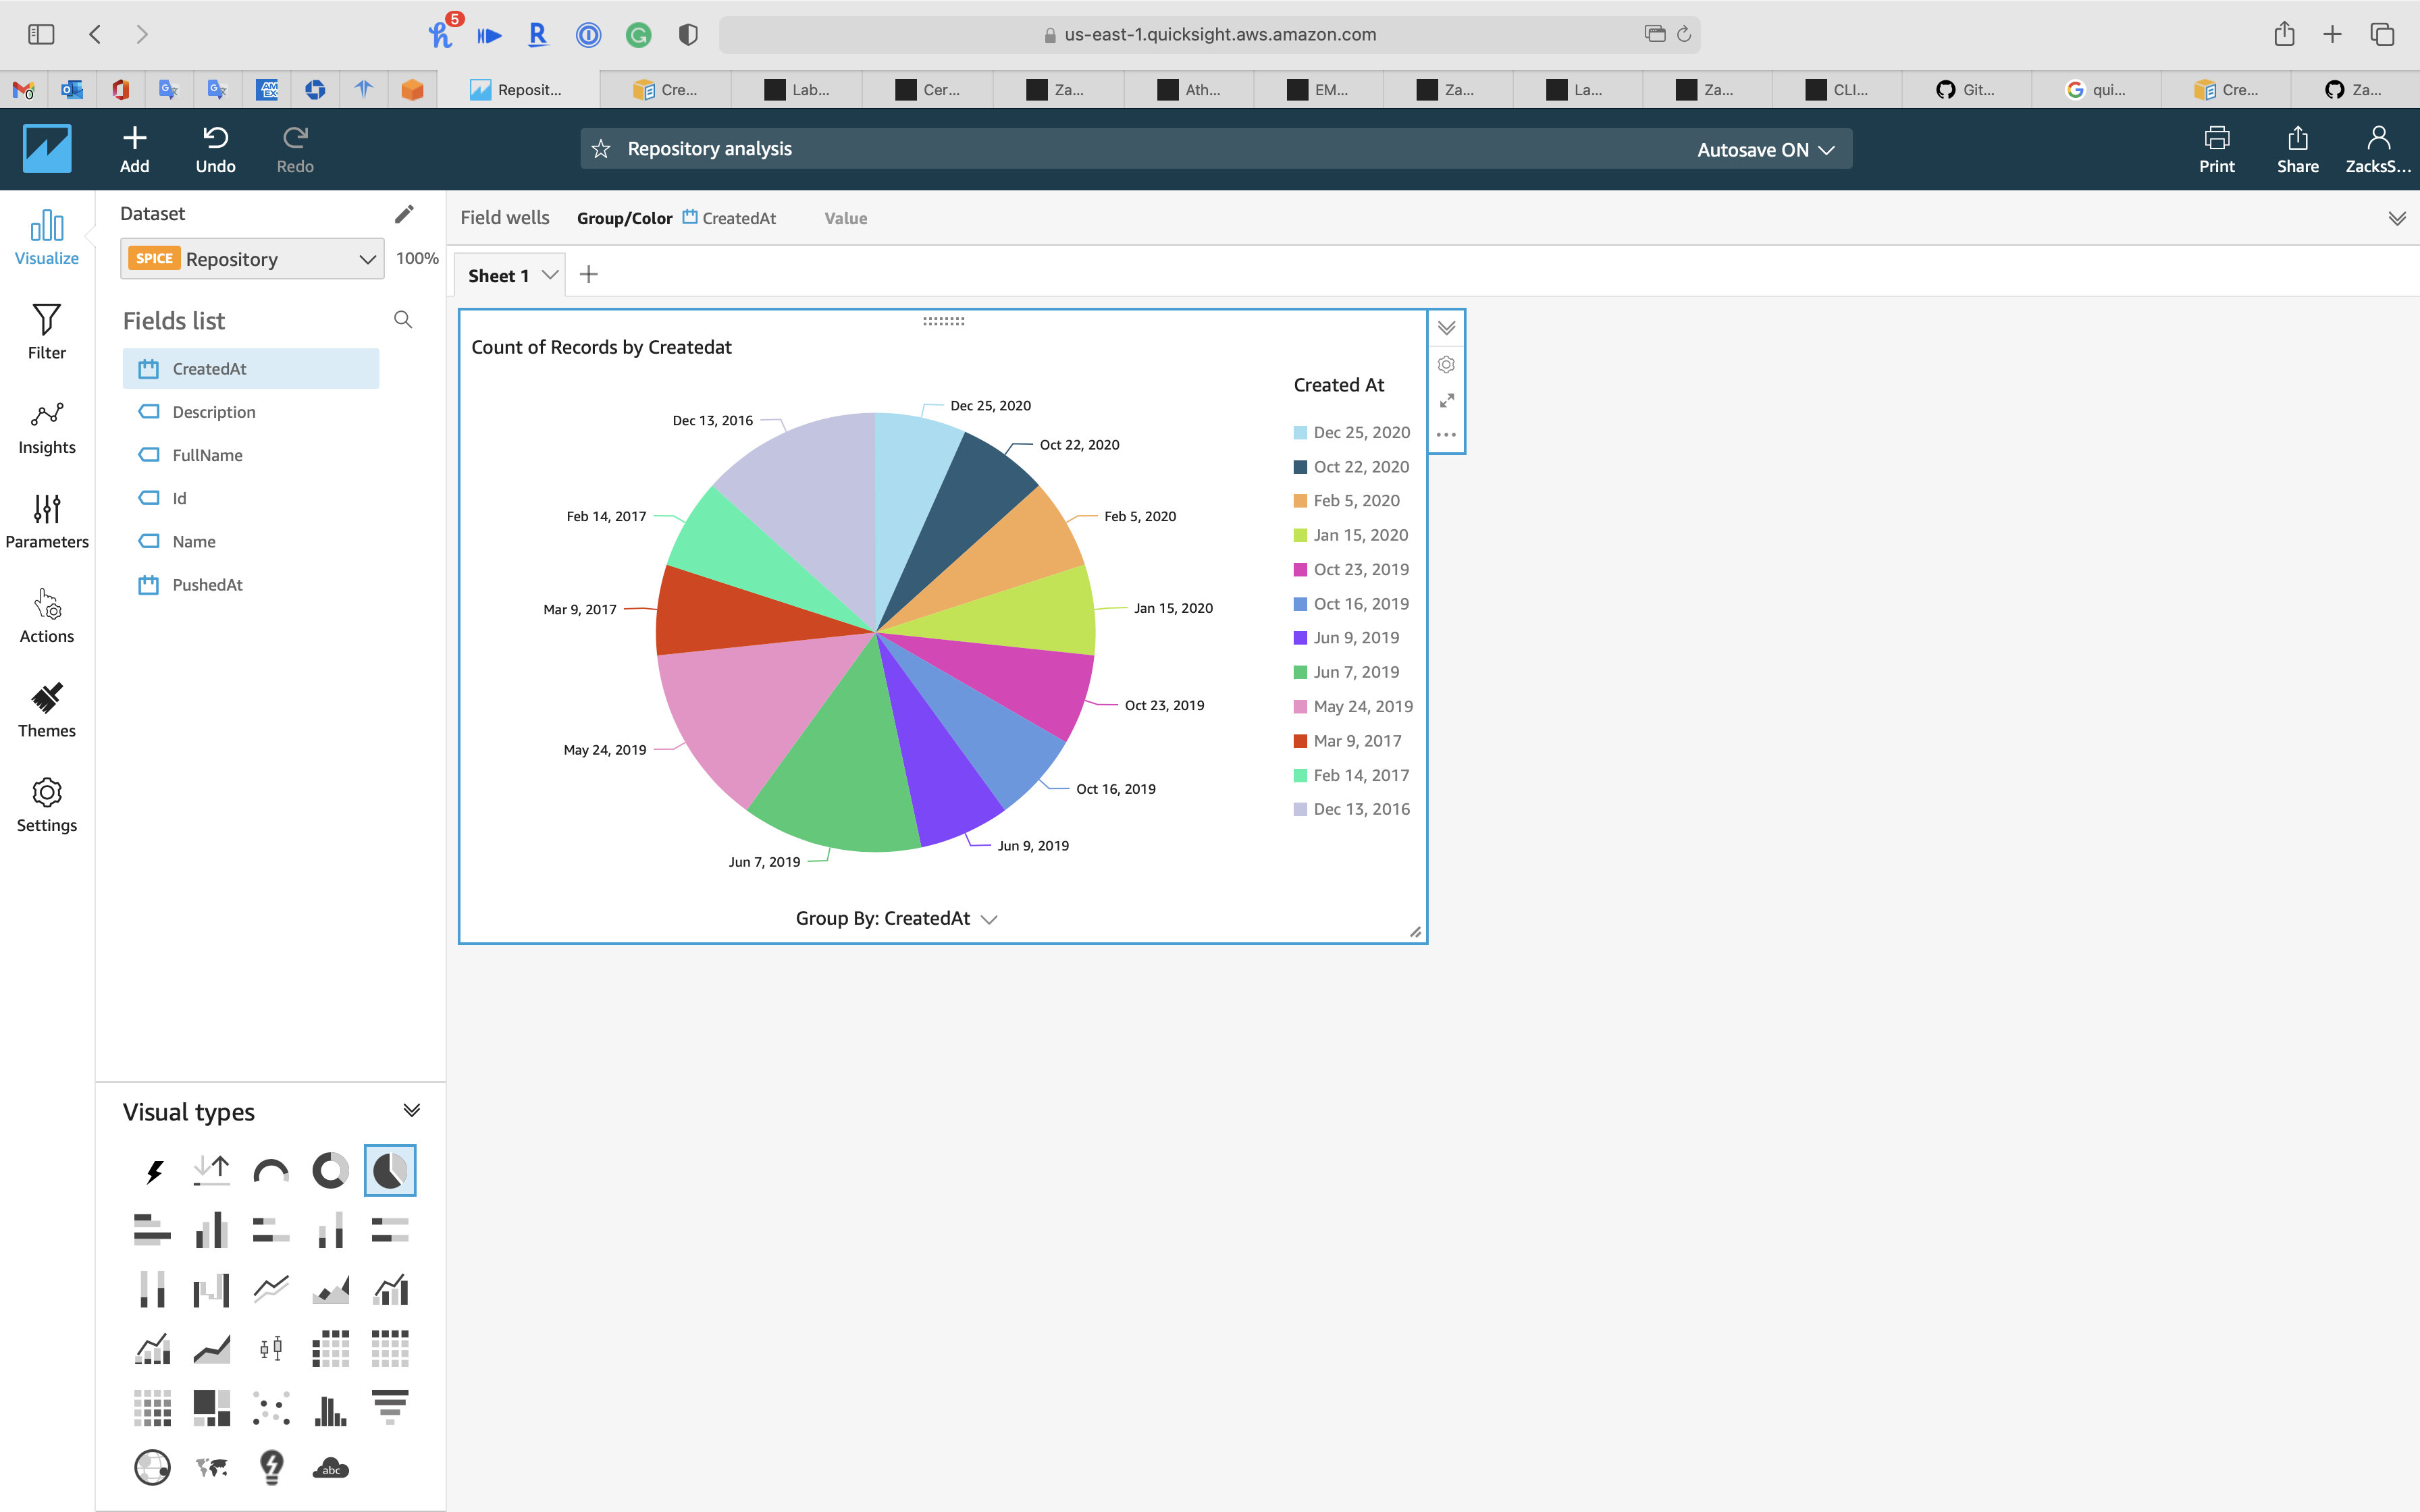 5
us-east-1.quicksight.aws.amazon.com
0
AM
EX
Reposit...
Cre...
Lab...
Cer...
Za...
Ath...
EM...
Za...
La...
Za...
CLI...
Git...
qui...
Cre...
Za...
Add
Undo
Redo
Repository analysis
Autosave ON
Print
Share
ZacksS...
Visualize
Filter
Insights
Parameters
Actions
Themes
Settings
Dataset
SPICE Repository
100%
Fields list
CreatedAt
Description
FullName
Id
Name
PushedAt
Visual types
abc
Field wells Group/Color CreatedAt Value
Sheet 1
Count of Records by Createdat
Dec 25, 2020
Oct 22, 2020
Feb 5, 2020
Jan 15, 2020
Oct 23, 2019
Oct 16, 2019
Jun 9, 2019
Jun 7, 2019
May 24, 2019
Mar 9, 2017
Feb 14, 2017
Dec 13, 2016
Group By: CreatedAt
Created At
Dec 25, 2020
Oct 22, 2020
Feb 5, 2020
Jan 15, 2020
Oct 23, 2019
Oct 16, 2019
Jun 9, 2019
Jun 7, 2019
May 24, 2019
Mar 9, 2017
Feb 14, 2017
Dec 13, 2016